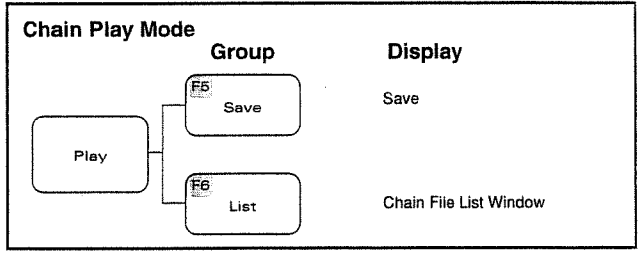 Chain Play Mode
Group Display
F5
Save Save
Play
F6
List Chain File List Window